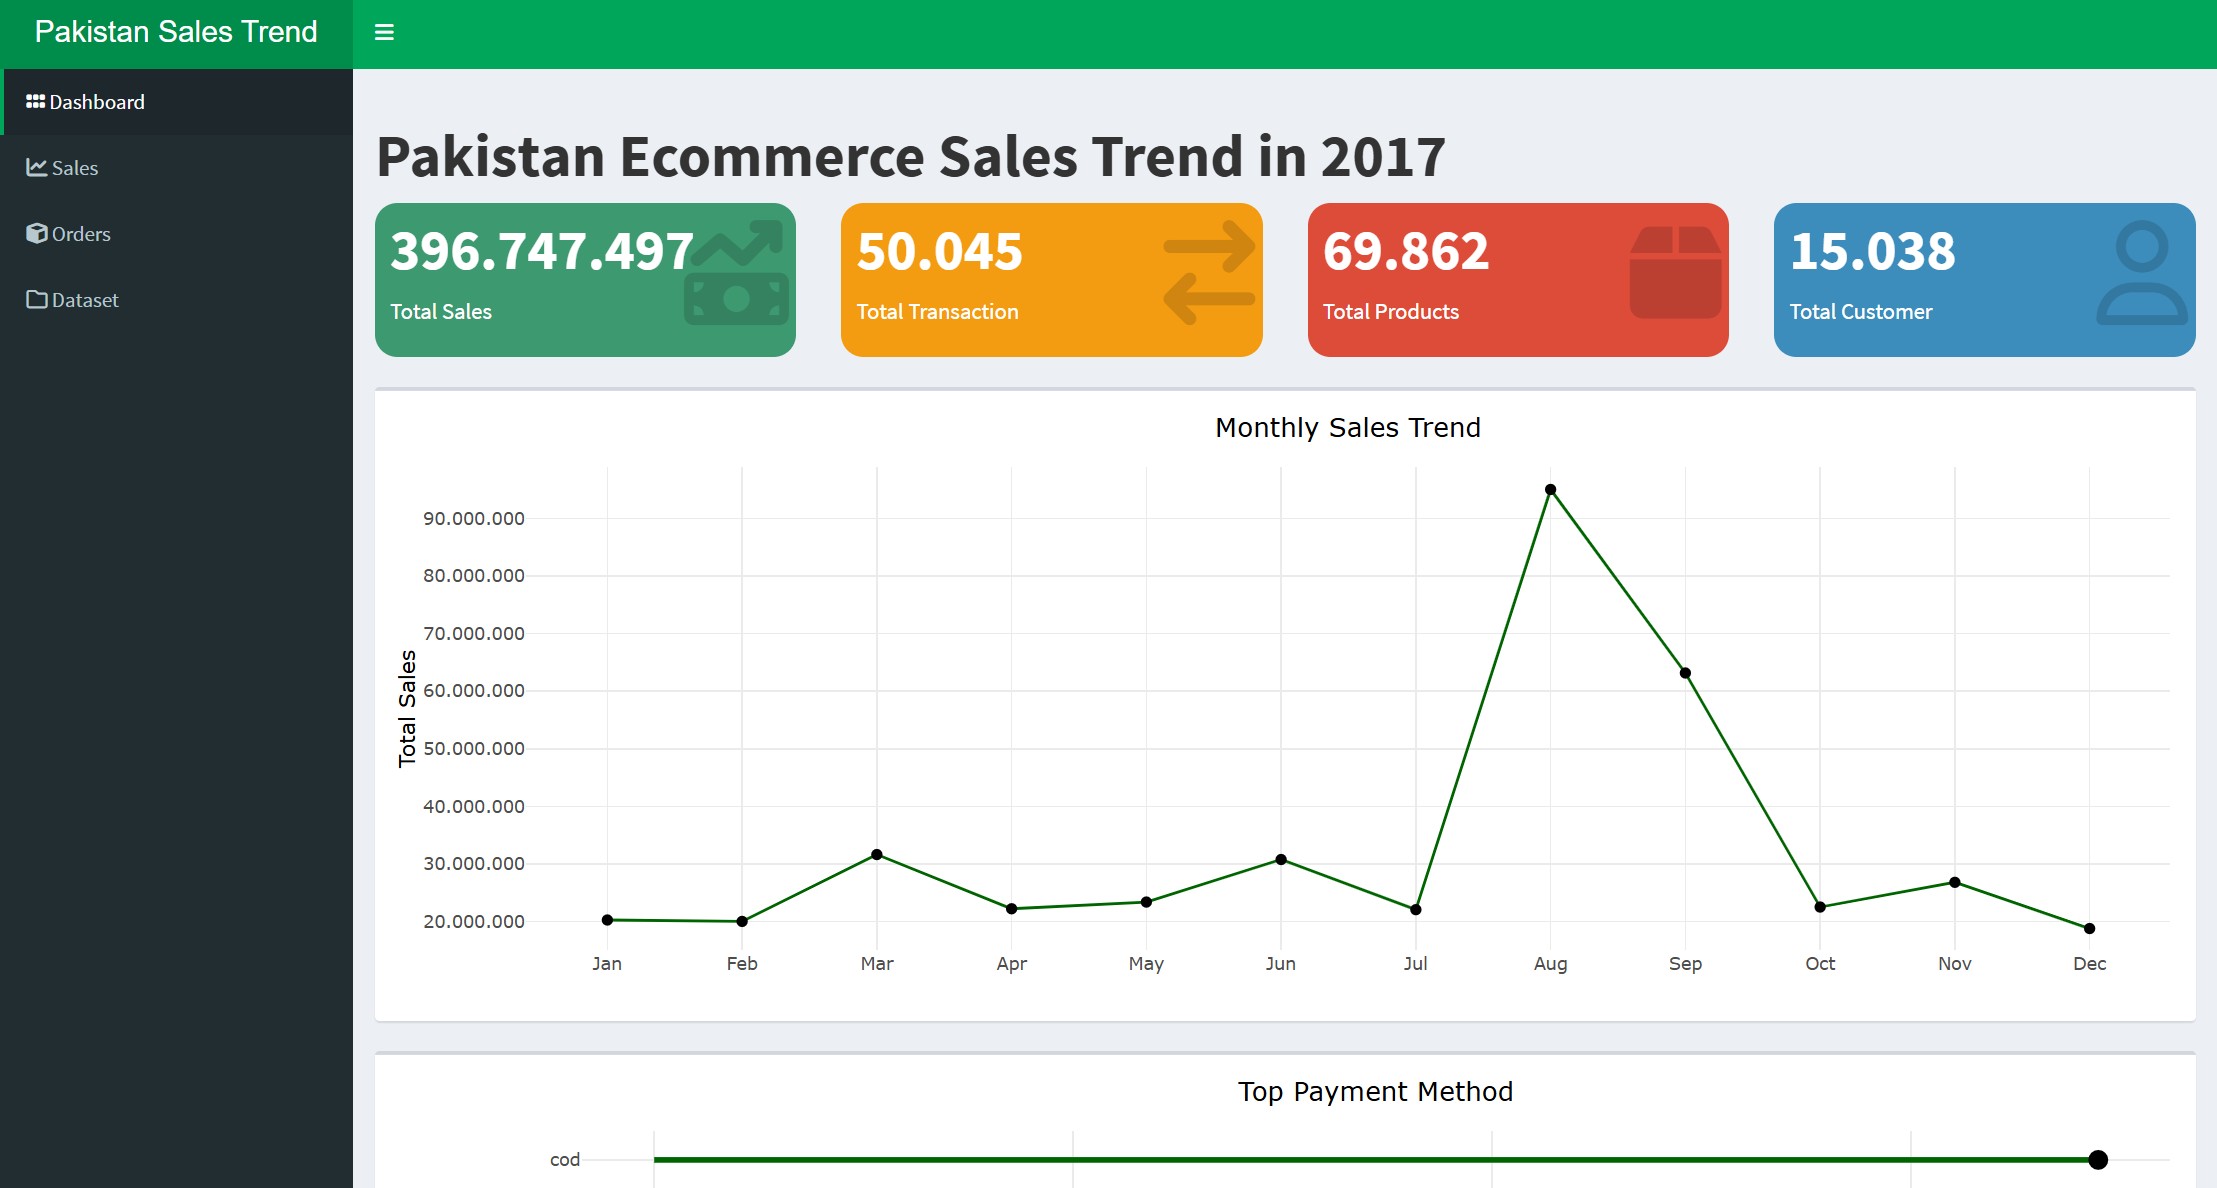 Pakistan Sales Trend
Dashboard
Sales
Orders
Dataset
Pakistan Ecommerce Sales Trend in 2017
396.747.497
Total Sales
50.045
Total Transaction
69.862
Total Products
15.038
Total Customer
Monthly Sales Trend
Total Sales
90.000.000
80.000.000
70.000.000
60.000.000
50.000.000
40.000.000
30.000.000
20.000.000
Jan Feb Mar Apr May Jun Jul Aug Sep Oct Nov Dec
Top Payment Method
cod